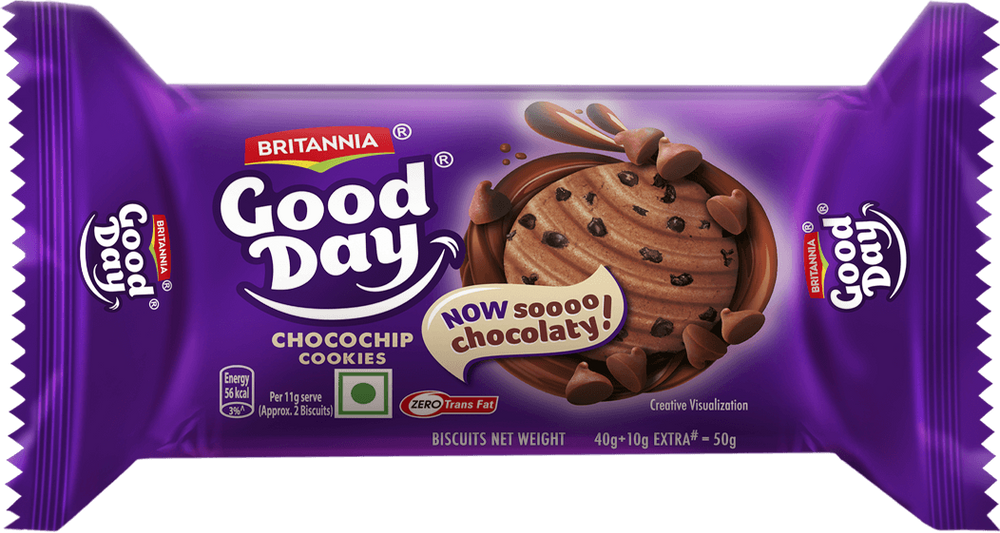 BRITANNIA ®
Good ®
Day
CHOCOCHIP
COOKIES
NOW soooo
chocolaty!
Energy
56 kcal
3%^
Per 11g serve
(Approx. 2 Biscuits)
ZERO Trans Fat
Creative Visualization
BISCUITS NET WEIGHT 40g+10g EXTRA# = 50g
BRITANNIA ®
Good ®
Day
BRITANNIA ®
Good ®
Day